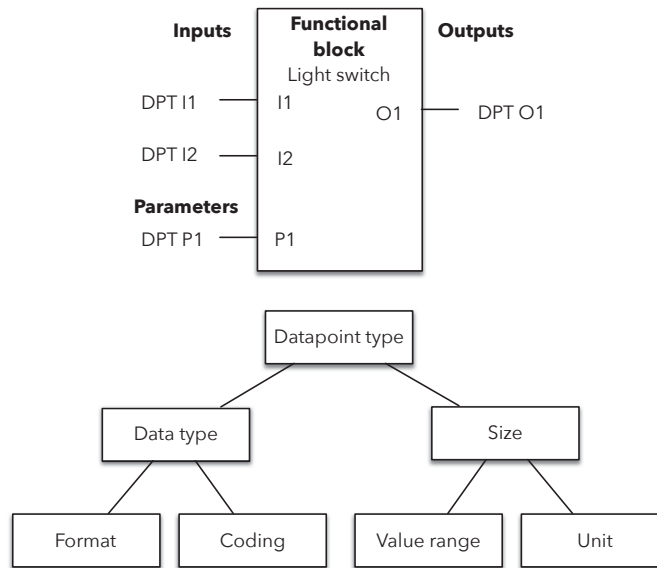 Inputs
Functional
block
Light switch
Outputs
DPT I1
I1
O1
DPT O1
DPT I2
I2
Parameters
DPT P1
P1
Datapoint type
Data type
Size
Format
Coding
Value range
Unit